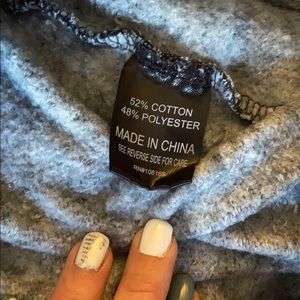 52% COTTON
48% POLYESTER
MADE IN CHINA
SEE REVERSE SIDE FOR CARE